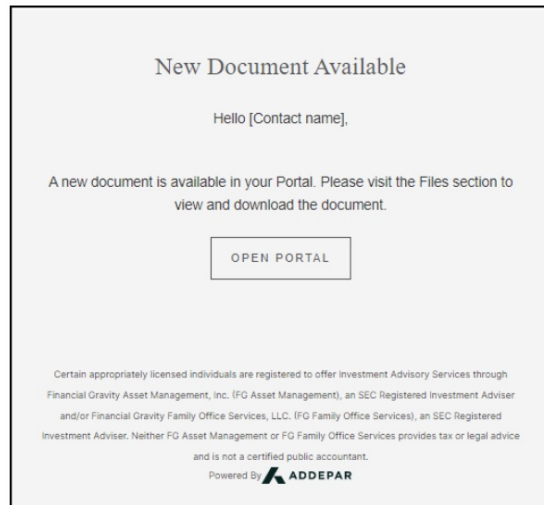 New Document Available
Hello [Contact name],
A new document is available in your Portal. Please visit the Files section to
view and download the document.
OPEN PORTAL
Certain appropriately licensed individuals are registered to offer Investment Advisory Services through
Financial Gravity Asset Management, Inc. (FG Asset Management), an SEC Registered Investment Adviser
and/or Financial Gravity Family Office Services, LLC. (FG Family Office Services), an SEC Registered
Investment Adviser. Neither FG Asset Management or FG Family Office Services provides tax or legal advice
and is not a certified public accountant.
Powered By ADDEPAR